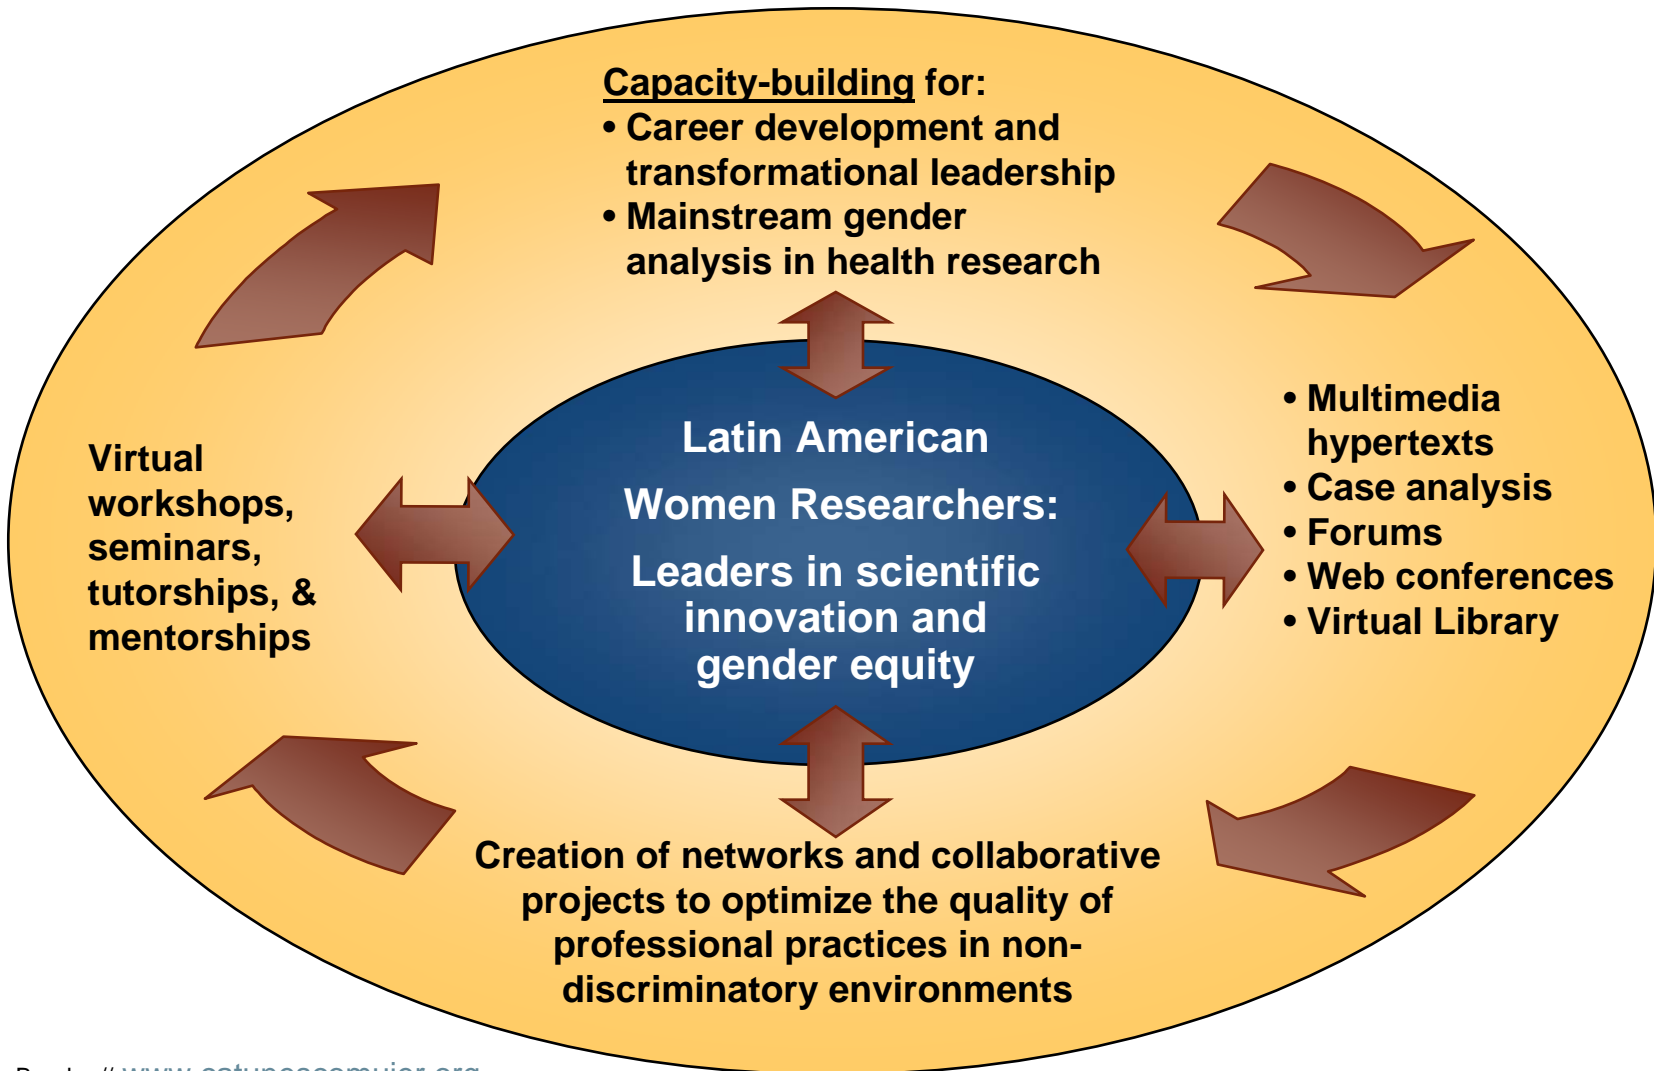 Capacity-building for:
• Career development and
transformational leadership
• Mainstream gender
analysis in health research
Latin American
Women Researchers:
Leaders in scientific
innovation and
gender equity
Virtual
workshops,
seminars,
tutorships, &
mentorships
• Multimedia
hypertexts
• Case analysis
• Forums
• Web conferences
• Virtual Library
Creation of networks and collaborative
projects to optimize the quality of
professional practices in non-
discriminatory environments